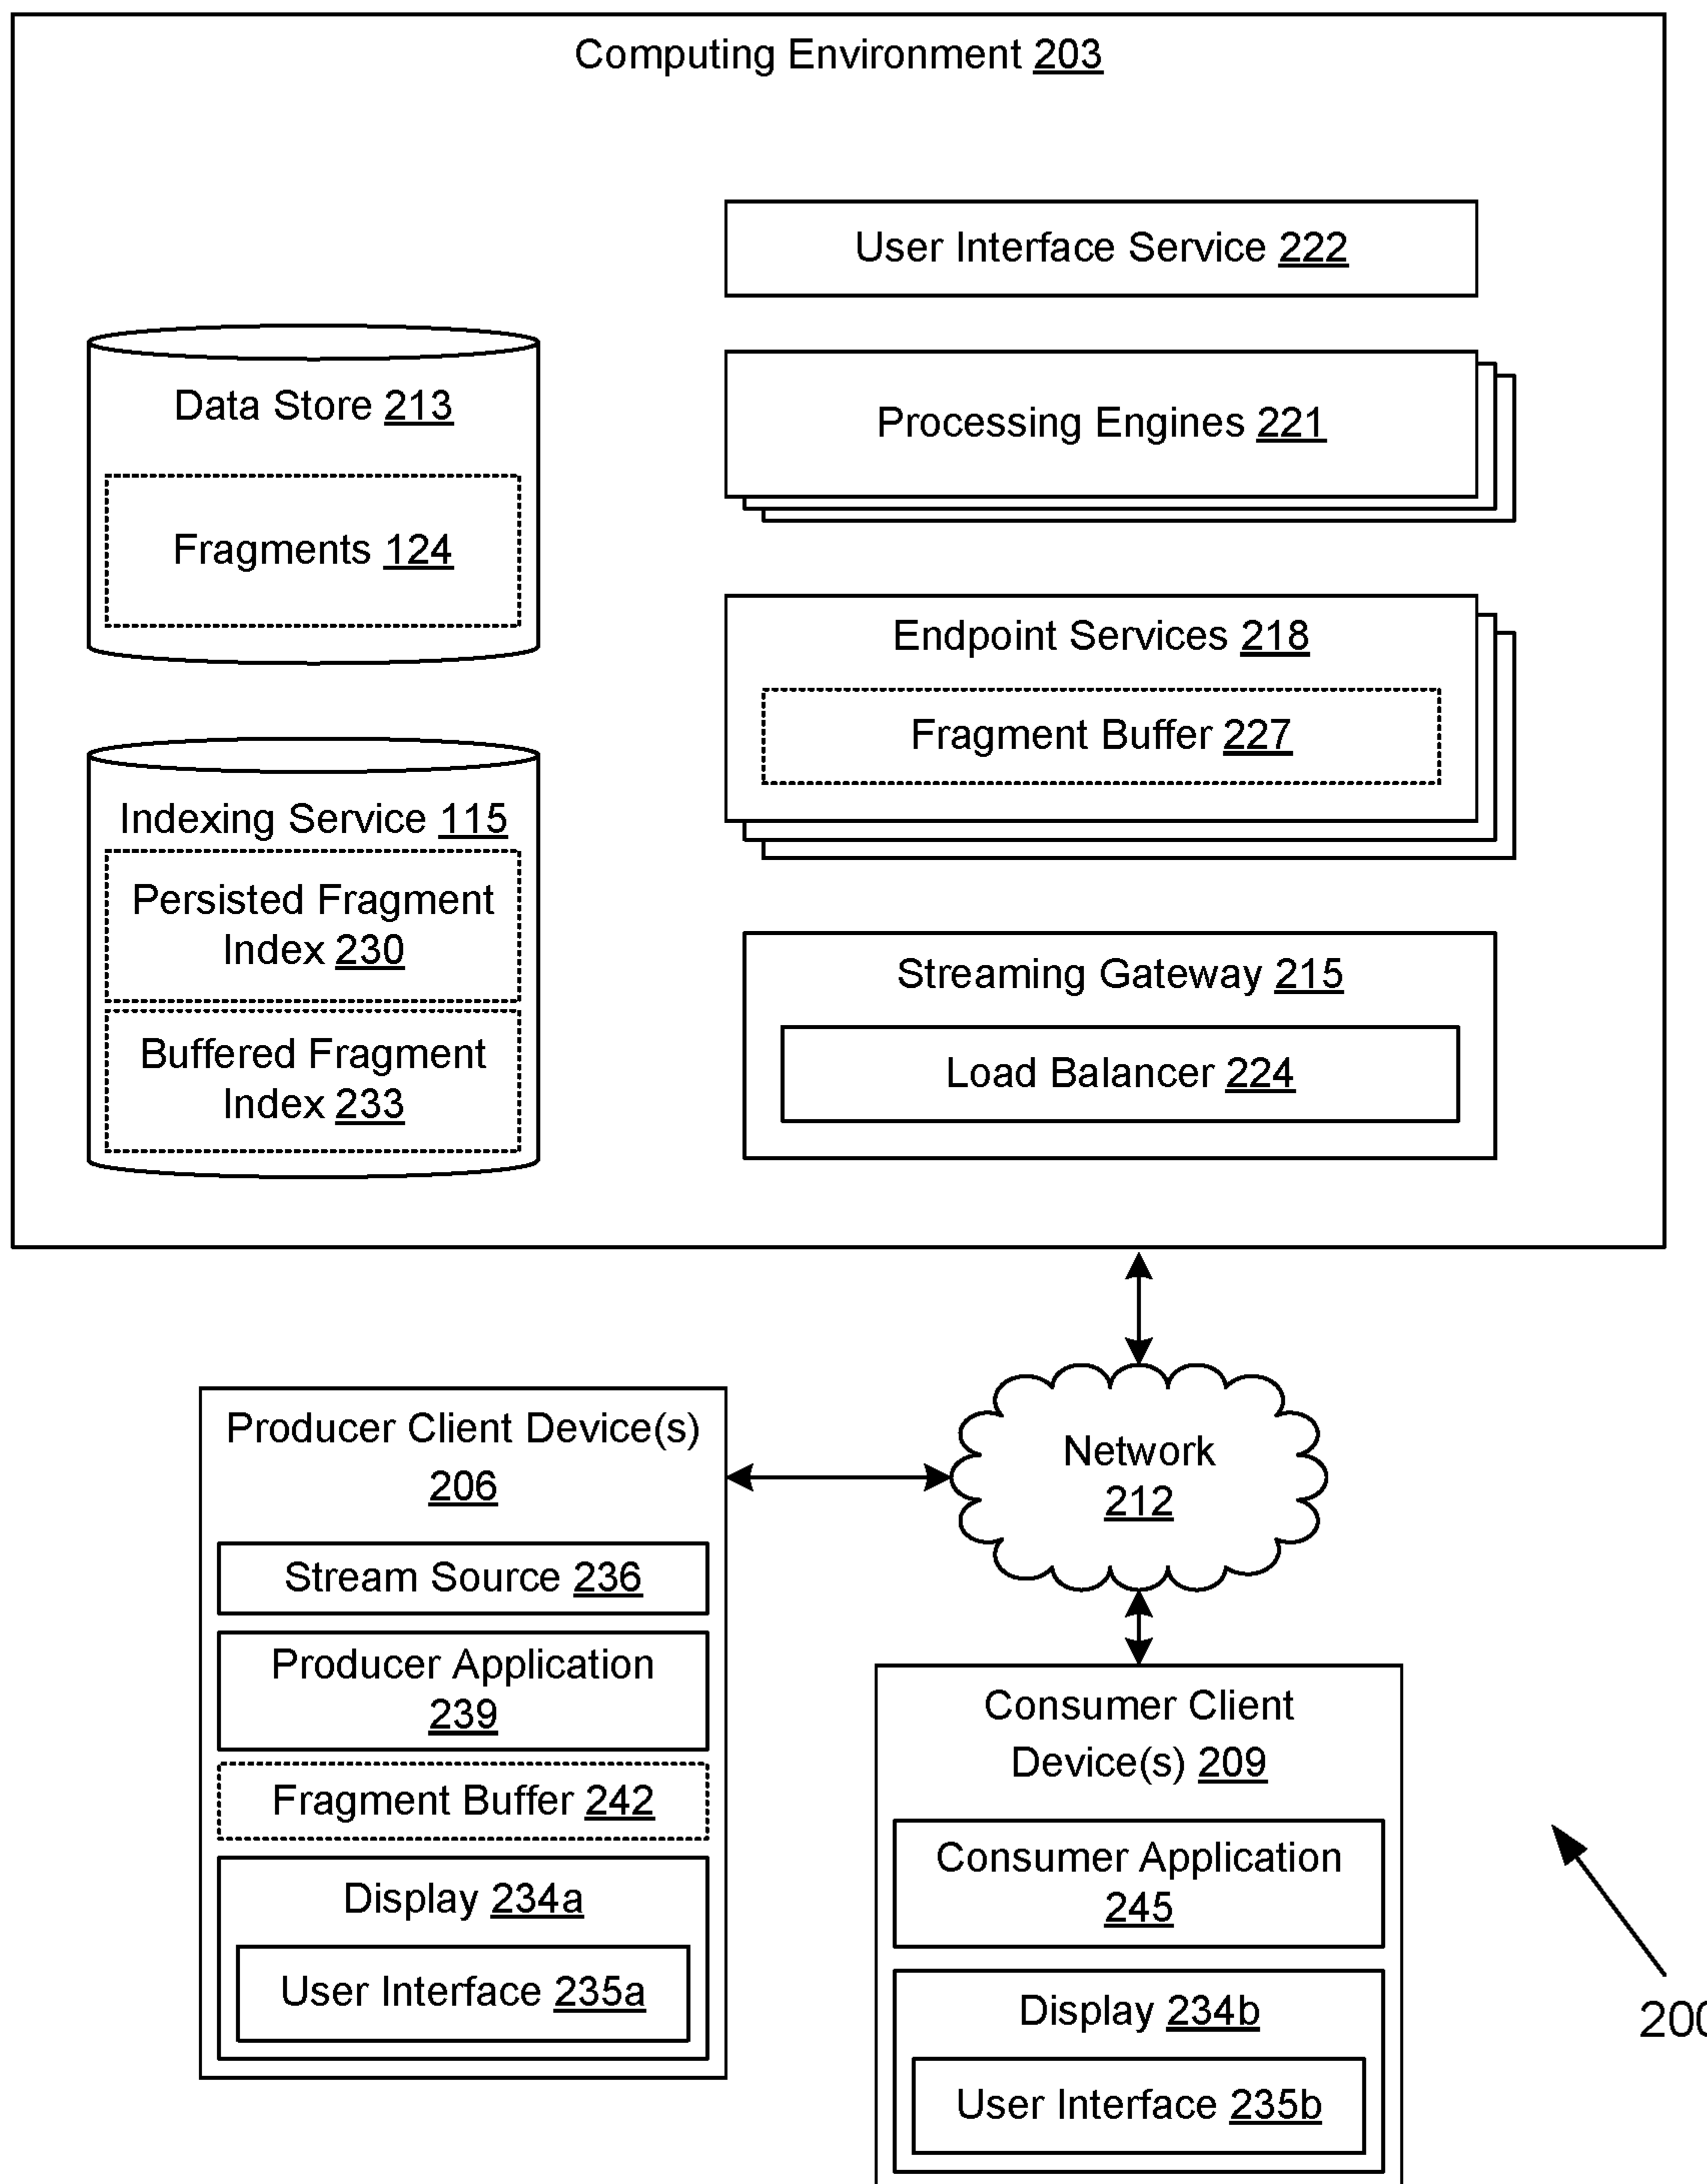 Computing Environment 203
User Interface Service 222
Data Store 213
Processing Engines 221
Fragments 124
Endpoint Services 218
Fragment Buffer 227
Indexing Service 115
Persisted Fragment
Index 230
Buffered Fragment
Index 233
Streaming Gateway 215
Load Balancer 224
Producer Client Device(s)
206
Stream Source 236
Producer Application
239
Fragment Buffer 242
Display 234a
User Interface 235a
Network
212
Consumer Client
Device(s) 209
Consumer Application
245
Display 234b
User Interface 235b
200